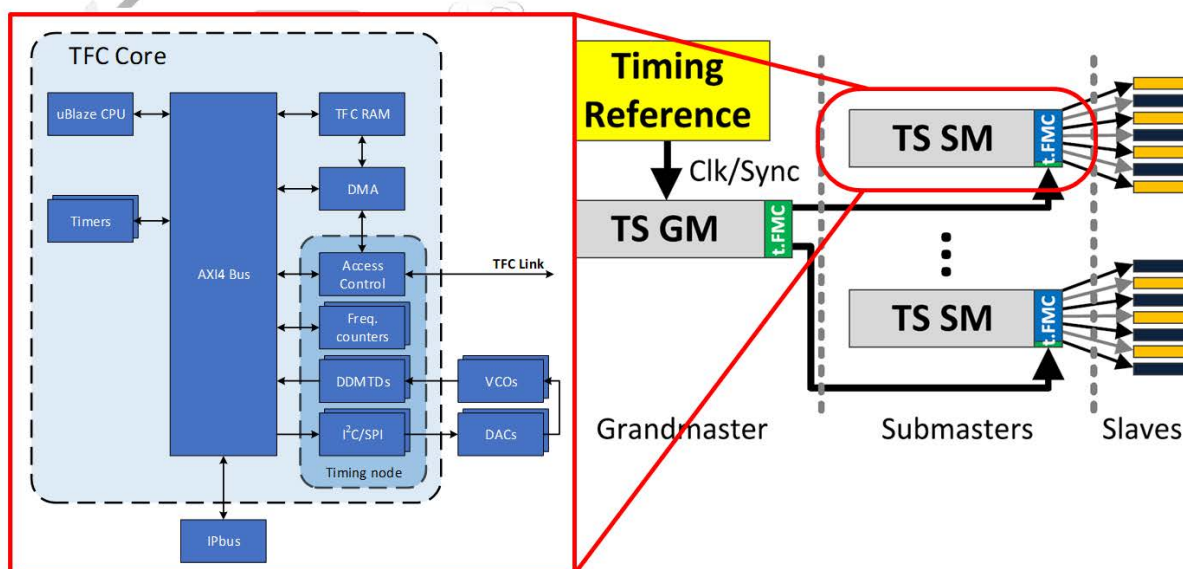 TFC Core
uBlaze CPU
Timers
AXI4 Bus
TFC RAM
DMA
Access
Control
Freq.
counters
DDMTDs
I²C/SPI
Timing node
TFC Link
VCOs
DACs
IPbus
Timing
Reference
Clk/Sync
TS GM
t.FMC
TS SM
t.FMC
TS SM
t.FMC
Grandmaster
Submasters
Slaves